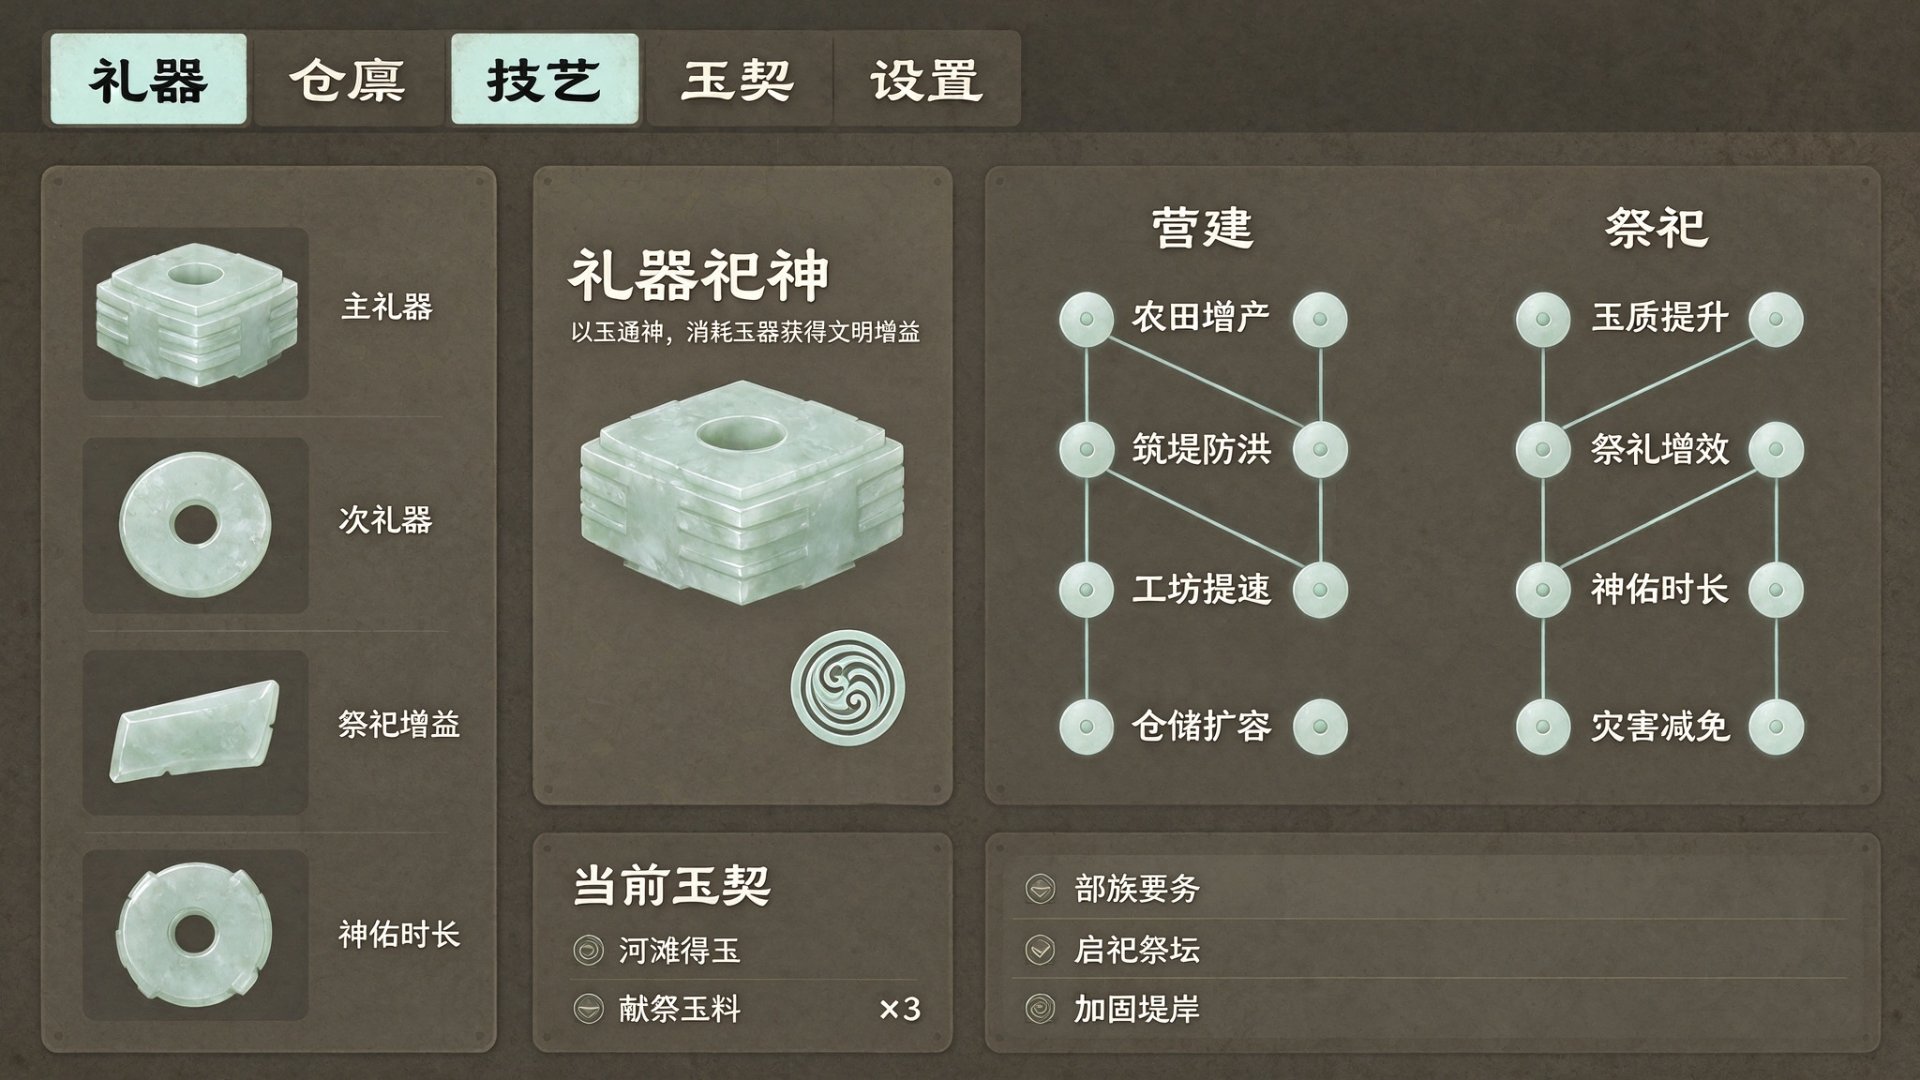 礼器 仓廪 技艺 玉契 设置
主礼器
次礼器
祭祀增益
神佑时长
礼器祀神
以玉通神，消耗玉器获得文明增益
营建
农田增产
筑堤防洪
工坊提速
仓储扩容
祭祀
玉质提升
祭礼增效
神佑时长
灾害减免
当前玉契
河滩得玉
献祭玉料 ×3
部族要务
启祀祭坛
加固堤岸